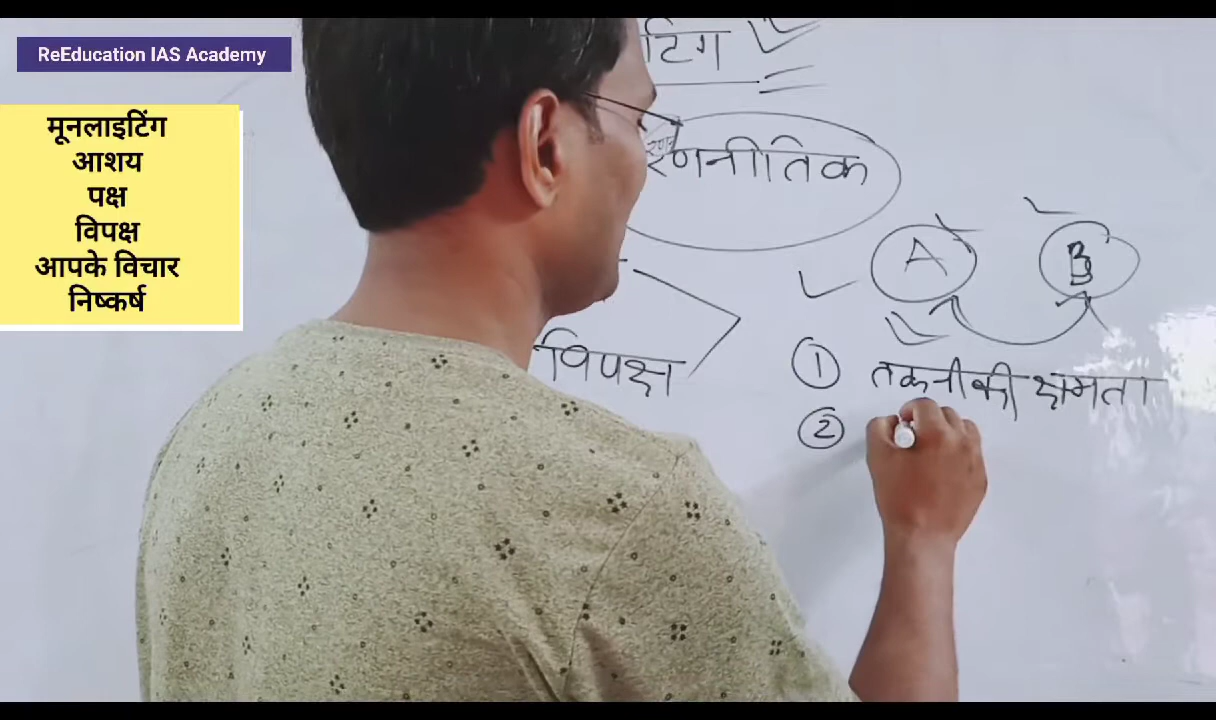 ReEducation IAS Academy
मूनलाइटिंग
आशय
पक्ष
विपक्ष
आपके विचार
निष्कर्ष
टिंग
रणनीतिक
A B
विपक्ष
① तकनीकी क्षमता
②